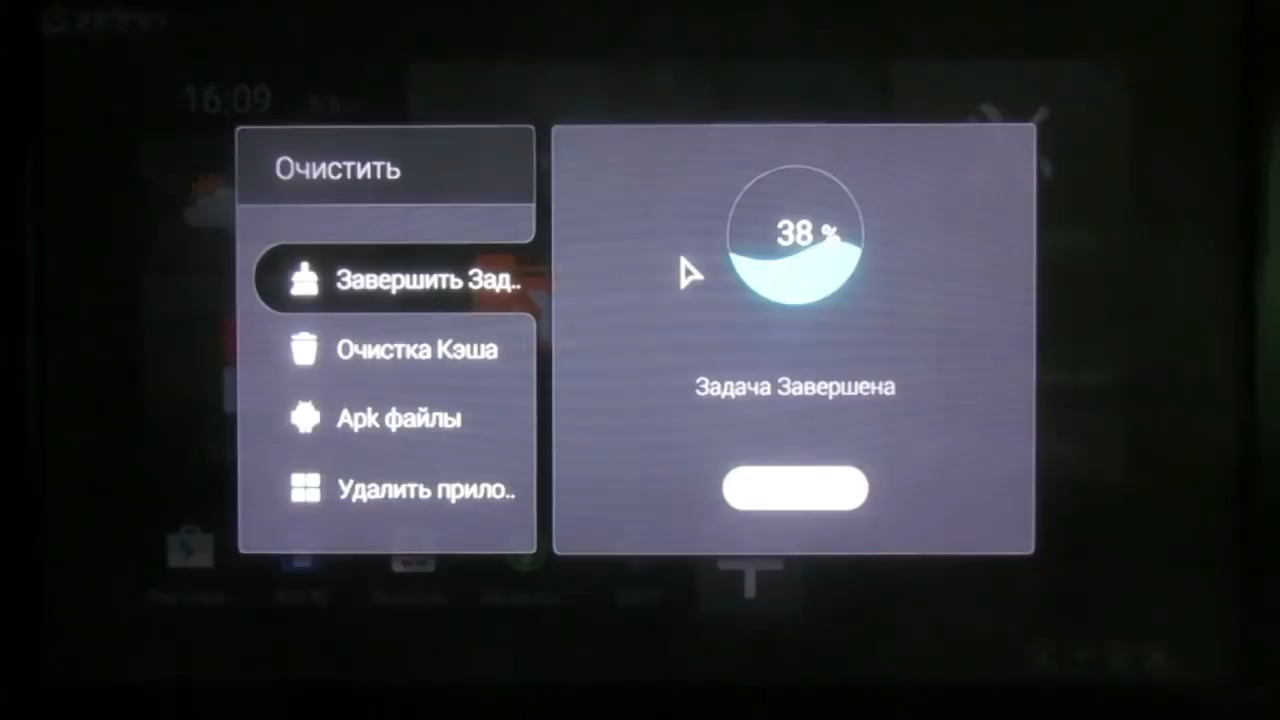 16:09
Очистить
Завершить Зад..
Очистка Кэша
Apk файлы
Удалить прило..
38 %
Задача Завершена